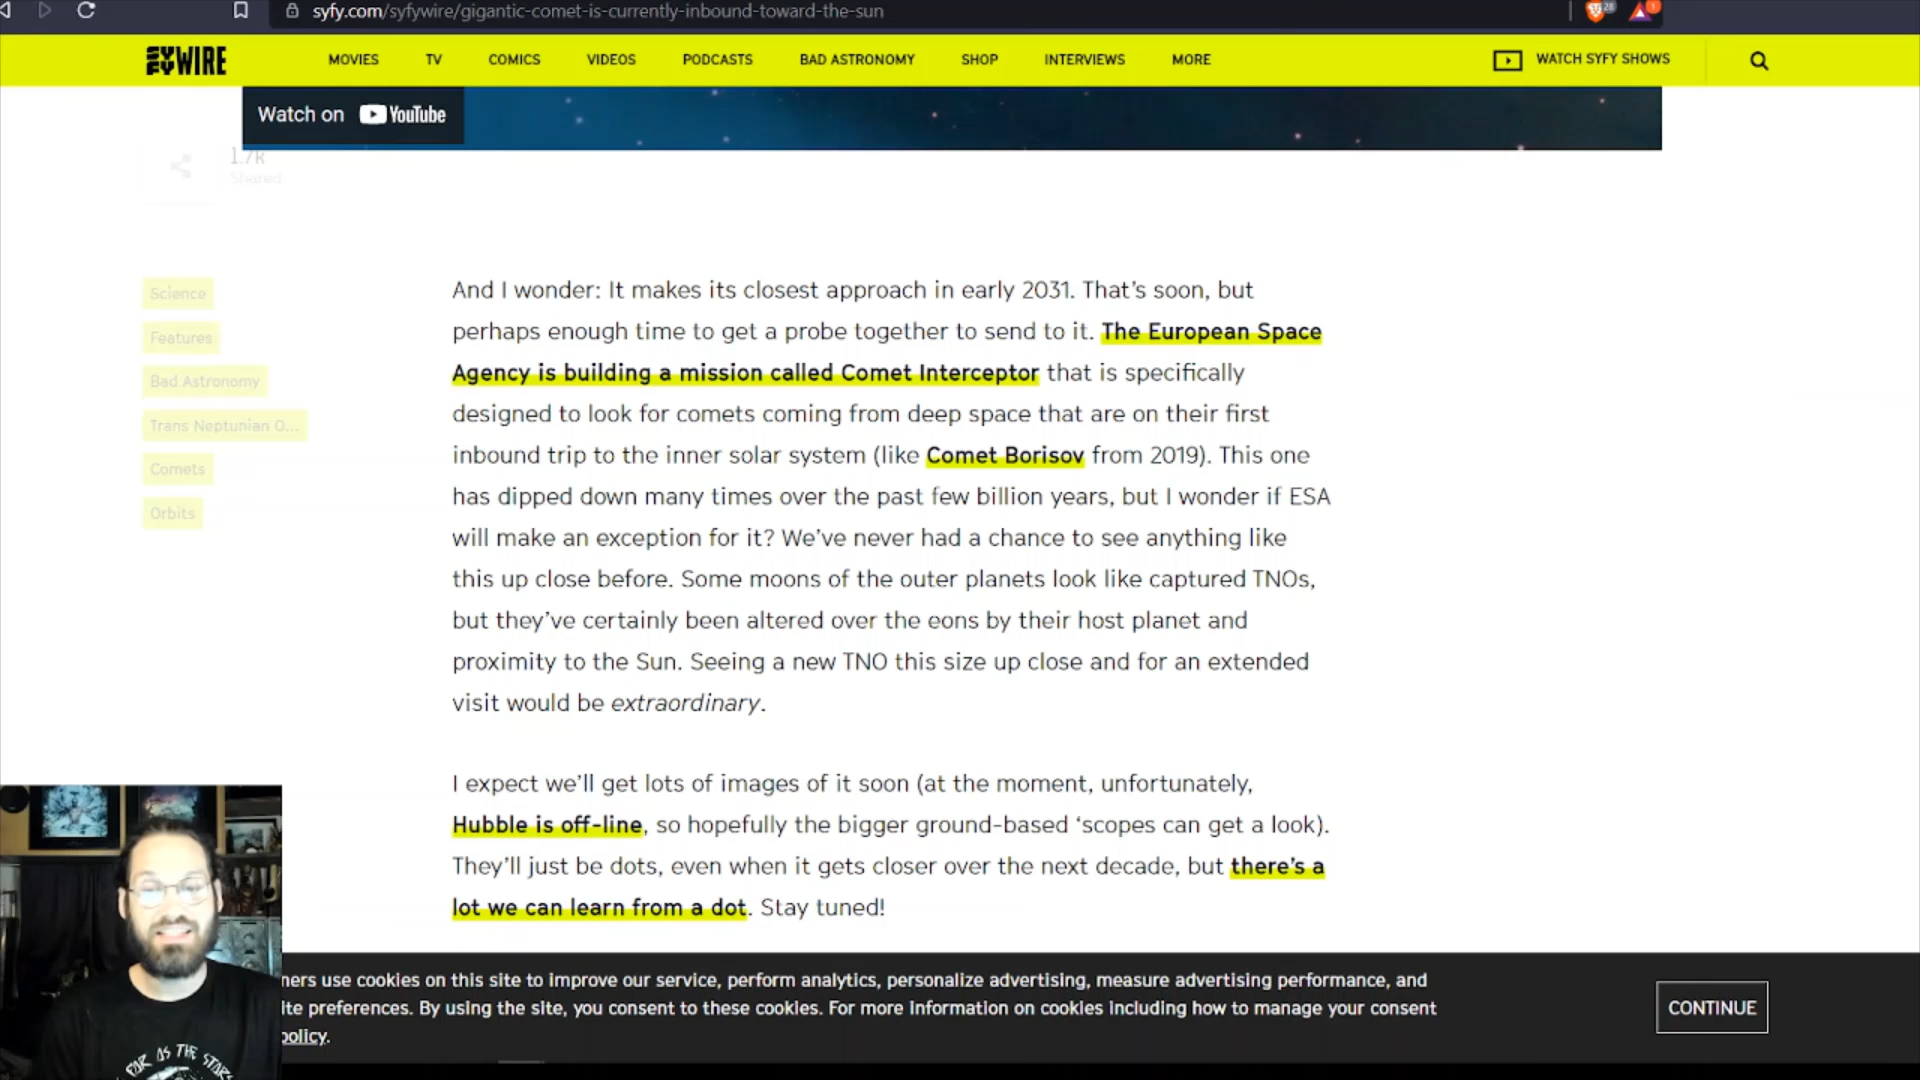 syfy.com/syfywire/gigantic-comet-is-currently-inbound-toward-the-sun
28
1
SYFY WIRE
MOVIES TV COMICS VIDEOS PODCASTS BAD ASTRONOMY SHOP INTERVIEWS MORE WATCH SYFY SHOWS
Watch on YouTube
1.7k
Shared
Science
Features
Bad Astronomy
Trans Neptunian O...
Comets
Orbits
And I wonder: It makes its closest approach in early 2031. That's soon, but
perhaps enough time to get a probe together to send to it. The European Space
Agency is building a mission called Comet Interceptor that is specifically
designed to look for comets coming from deep space that are on their first
inbound trip to the inner solar system (like Comet Borisov from 2019). This one
has dipped down many times over the past few billion years, but I wonder if ESA
will make an exception for it? We've never had a chance to see anything like
this up close before. Some moons of the outer planets look like captured TNOs,
but they've certainly been altered over the eons by their host planet and
proximity to the Sun. Seeing a new TNO this size up close and for an extended
visit would be extraordinary.
I expect we'll get lots of images of it soon (at the moment, unfortunately,
Hubble is off-line, so hopefully the bigger ground-based 'scopes can get a look).
They'll just be dots, even when it gets closer over the next decade, but there's a
lot we can learn from a dot. Stay tuned!
ners use cookies on this site to improve our service, perform analytics, personalize advertising, measure advertising performance, and
ite preferences. By using the site, you consent to these cookies. For more information on cookies including how to manage your consent
policy.
CONTINUE
FAR AS THE STARS